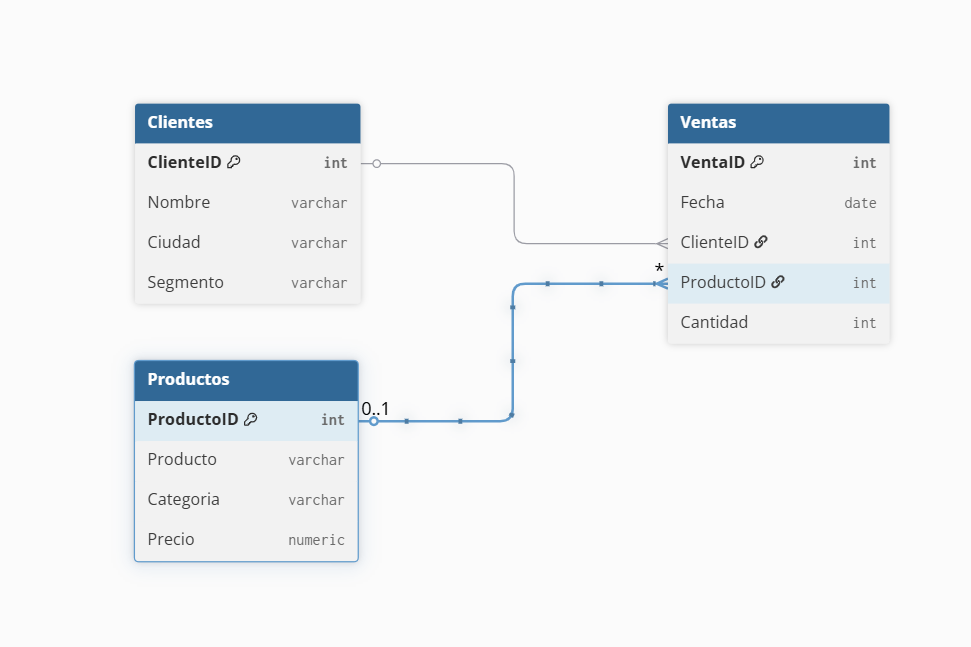 Clientes
ClienteID int
Nombre varchar
Ciudad varchar
Segmento varchar
Ventas
VentaID int
Fecha date
ClienteID int
* ProductoID int
Cantidad int
Productos
ProductoID int 0..1
Producto varchar
Categoria varchar
Precio numeric